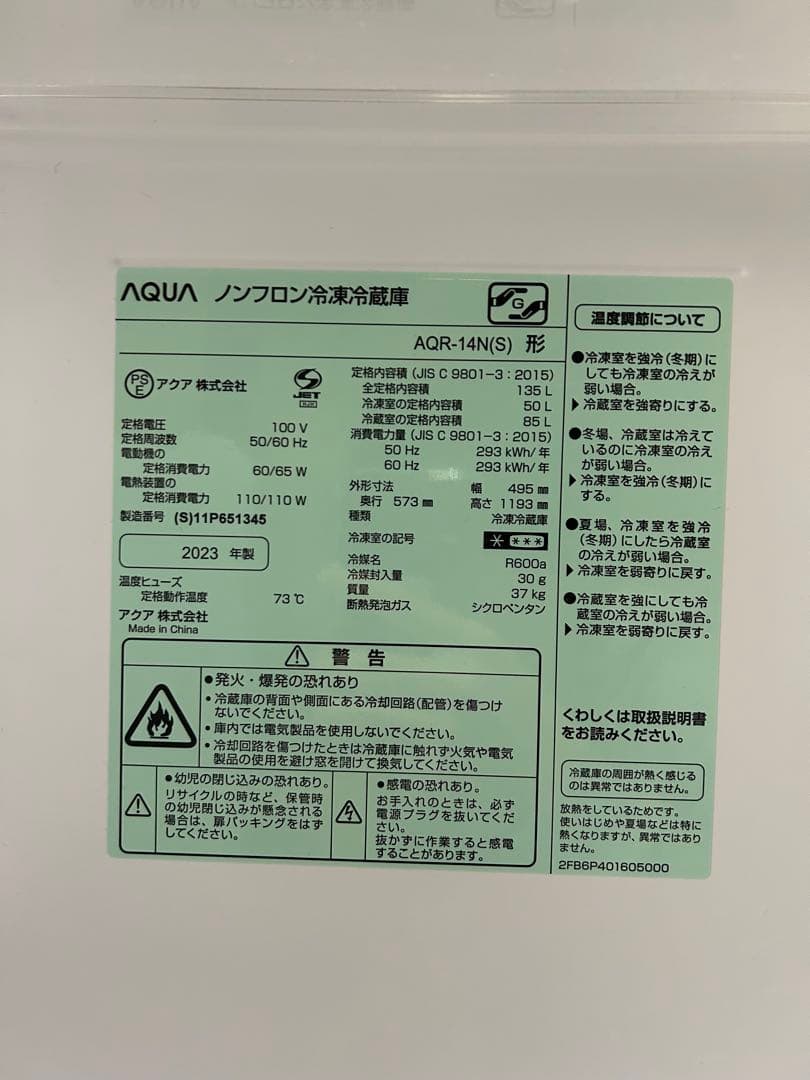 AQUA ノンフロン冷凍冷蔵庫
G
AQR-14N(S) 形
PS
E
アクア 株式会社
JET
定格電圧 100 V
定格周波数 50/60 Hz
電動機の
定格消費電力 60/65 W
電熱装置の
定格消費電力 110/110 W
製造番号 (S)11P651345
2023 年製
温度ヒューズ
定格動作温度 73 ℃
アクア 株式会社
Made in China
定格内容積 (JIS C 9801-3 : 2015)
全定格内容積 135 L
冷凍室の定格内容積 50 L
冷蔵室の定格内容積 85 L
消費電力量 (JIS C 9801-3 : 2015)
50 Hz 293 kWh/年
60 Hz 293 kWh/年
外形寸法 幅 495 ㎜
奥行 573 ㎜ 高さ 1193 ㎜
種類 冷凍冷蔵庫
冷凍室の記号
冷媒名 R600a
冷媒封入量 30 g
質量 37 kg
断熱発泡ガス シクロペンタン
警 告
●発火・爆発の恐れあり
・冷蔵庫の背面や側面にある冷却回路(配管)を傷つけ
ないでください。
・庫内では電気製品を使用しないでください。
・冷却回路を傷つけたときは冷蔵庫に触れず火気や電気
製品の使用を避け窓を開けて換気してください。
●幼児の閉じ込みの恐れあり。
リサイクルの時など、保管時
の幼児閉じ込みが懸念される
場合は、扉パッキングをはず
してください。
●感電の恐れあり。
お手入れのときは、必ず
電源プラグを抜いてくだ
さい。
抜かずに作業すると感電
することがあります。
温度調節について
●冷凍室を強冷(冬期)に
しても冷凍室の冷えが
弱い場合。
▶冷蔵室を強寄りにする。
●冬場、冷蔵室は冷えて
いるのに冷凍室の冷え
が弱い場合。
▶冷凍室を強冷(冬期)に
する。
●夏場、冷凍室を強冷
(冬期)にしたら冷蔵室
の冷えが弱い場合。
▶冷凍室を弱寄りに戻す。
●冷蔵室を強にしても冷
蔵室の冷えが弱い場合。
▶冷凍室を弱寄りに戻す。
くわしくは取扱説明書
をお読みください。
冷蔵庫の周囲が熱く感じる
のは異常ではありません。
放熱をしているためです。
使いはじめや夏場などは特に
熱くなりますが、異常ではあり
ません。
2FB6P401605000